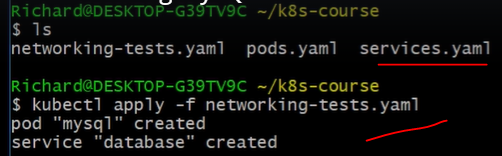 Richard@DESKTOP-G39TV9C ~/k8s-course
$ ls
networking-tests.yaml pods.yaml services.yaml
Richard@DESKTOP-G39TV9C ~/k8s-course
$ kubectl apply -f networking-tests.yaml
pod "mysql" created
service "database" created